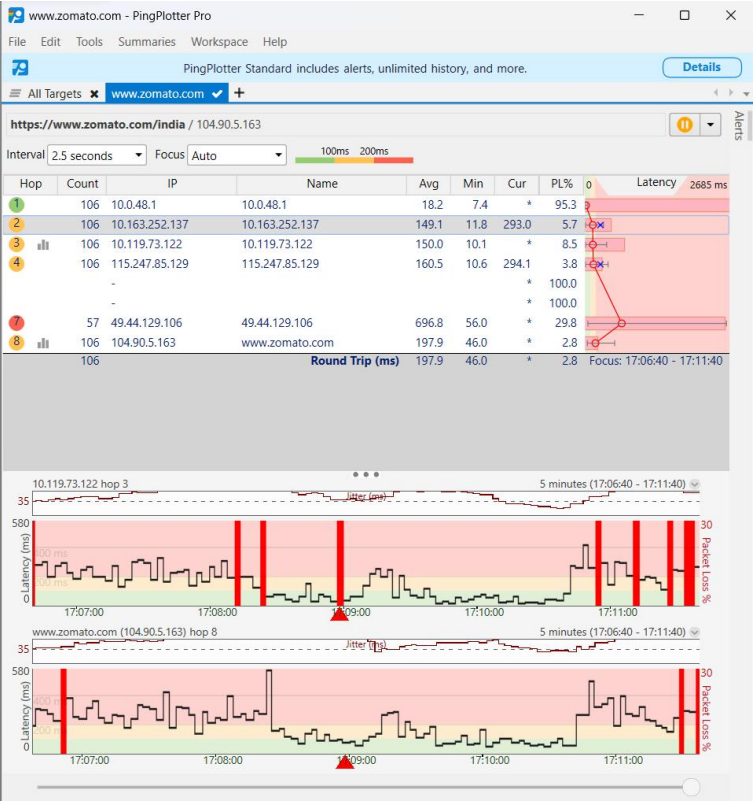 www.zomato.com - PingPlotter Pro
File Edit Tools Summaries Workspace Help
PingPlotter Standard includes alerts, unlimited history, and more. Details
All Targets www.zomato.com
https://www.zomato.com/india / 104.90.5.163
Alerts
Interval 2.5 seconds Focus Auto 100ms 200ms
Hop Count IP Name Avg Min Cur PL% 0 Latency 2685 ms
1 106 10.0.48.1 10.0.48.1 18.2 7.4 * 95.3
2 106 10.163.252.137 10.163.252.137 149.1 11.8 293.0 5.7
3 106 10.119.73.122 10.119.73.122 150.0 10.1 * 8.5
4 106 115.247.85.129 115.247.85.129 160.5 10.6 294.1 3.8
- * 100.0
- * 100.0
7 57 49.44.129.106 49.44.129.106 696.8 56.0 * 29.8
8 106 104.90.5.163 www.zomato.com 197.9 46.0 * 2.8
106 Round Trip (ms) 197.9 46.0 * 2.8 Focus: 17:06:40 - 17:11:40
10.119.73.122 hop 3 5 minutes (17:06:40 - 17:11:40)
35 Jitter (ms)
580 30
Latency (ms) 400 ms Packet Loss %
200 ms
0
17:07:00 17:08:00 17:09:00 17:10:00 17:11:00
www.zomato.com (104.90.5.163) hop 8 5 minutes (17:06:40 - 17:11:40)
35 Jitter (ms)
580 30
Latency (ms) 400 ms Packet Loss %
200 ms
0
17:07:00 17:08:00 17:09:00 17:10:00 17:11:00